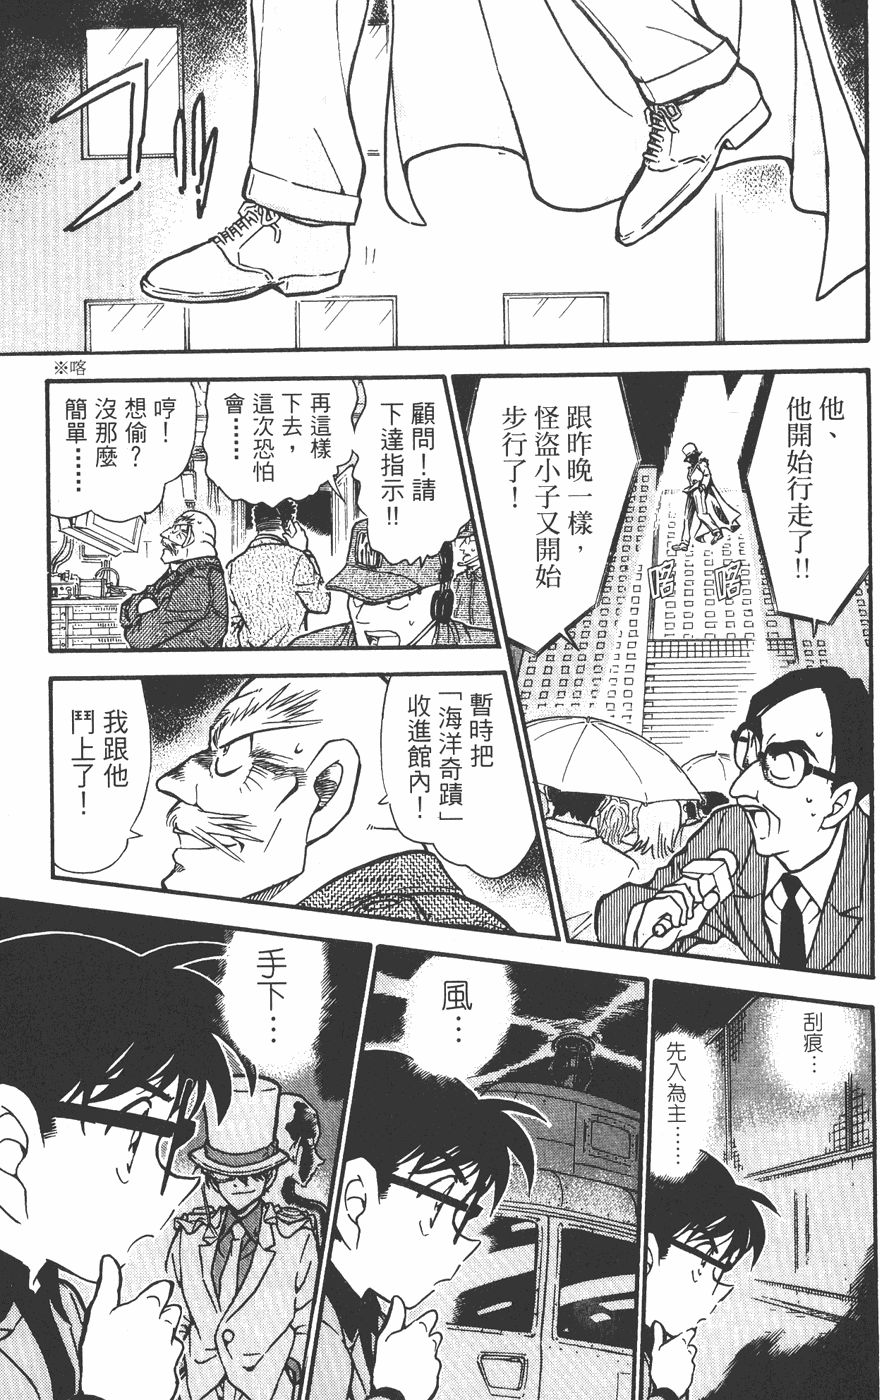 ※喀
他、
他開始行走了!!
跟昨晚一樣，
怪盜小子又開始
步行了！
喀
喀
顧問！請
下達指示!!
再這樣
下去，
這次恐怕
會……
哼！
想偷？
沒那麼
簡單……
暫時把
「海洋奇蹟」
收進館內！
我跟他
鬥上了！
刮痕…
先入為主……
風…
手下…